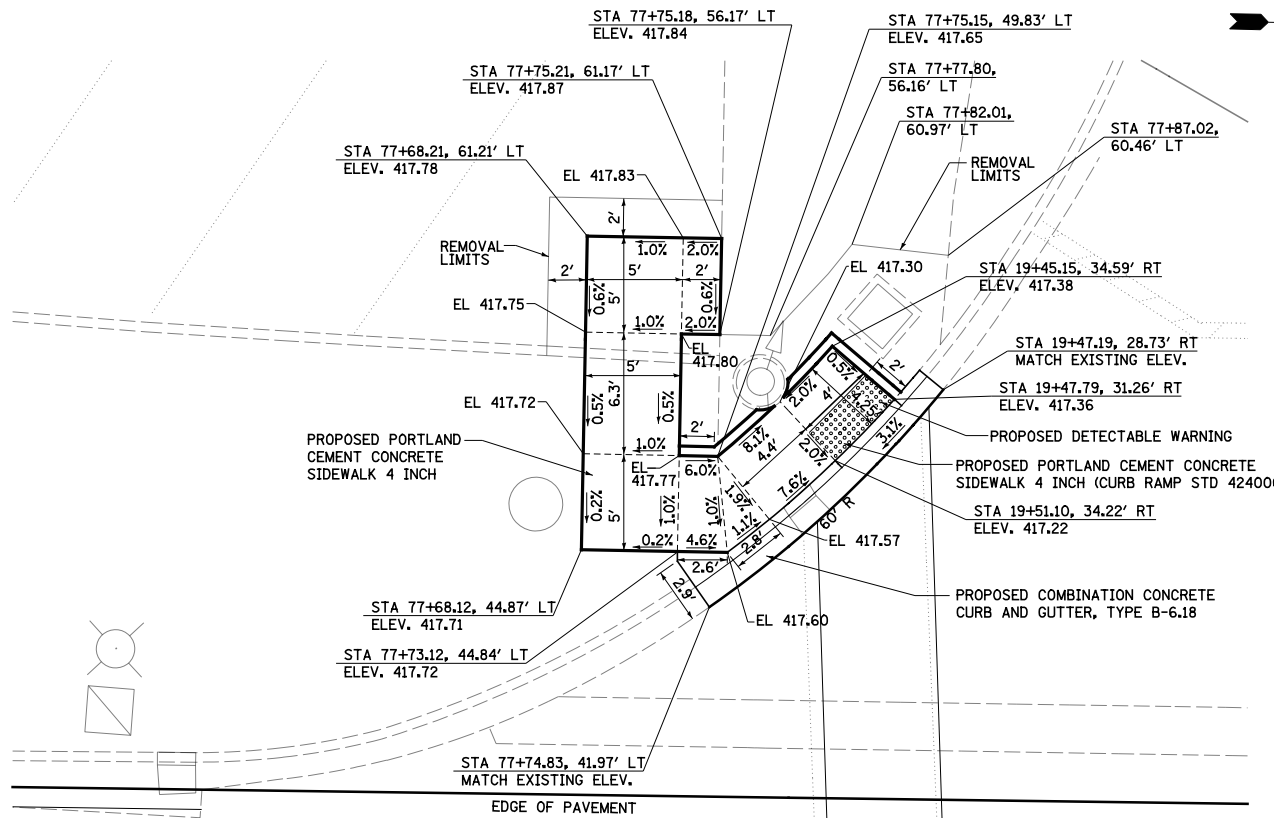 STA 77+75.18, 56.17' LT
ELEV. 417.84
STA 77+75.15, 49.83' LT
ELEV. 417.65
STA 77+75.21, 61.17' LT
ELEV. 417.87
STA 77+77.80,
56.16' LT
STA 77+82.01,
60.97' LT
STA 77+87.02,
60.46' LT
STA 77+68.21, 61.21' LT
ELEV. 417.78
EL 417.83
REMOVAL
LIMITS
2'
REMOVAL
LIMITS
1.0%
2.0%
2'
5'
2'
EL 417.30
STA 19+45.15, 34.59' RT
ELEV. 417.38
0.6%
5'
0.6%
EL 417.75
1.0%
2.0%
EL
417.80
STA 19+47.19, 28.73' RT
MATCH EXISTING ELEV.
5'
0.5%
2'
2.0%
4'
4.2%
5'
STA 19+47.79, 31.26' RT
ELEV. 417.36
EL 417.72
0.5%
6.3'
0.5%
2'
3.1%
PROPOSED DETECTABLE WARNING
PROPOSED PORTLAND
CEMENT CONCRETE
SIDEWALK 4 INCH
1.0%
8.1%
4.4'
2.0%
EL
417.77
6.0%
PROPOSED PORTLAND CEMENT CONCRETE
SIDEWALK 4 INCH (CURB RAMP STD 424000
0.2%
5'
1.0%
1.0%
1.9%
7.6%
STA 19+51.10, 34.22' RT
ELEV. 417.22
1.1%
60' R
EL 417.57
0.2%
4.6%
2.8'
2.6'
2.9'
PROPOSED COMBINATION CONCRETE
CURB AND GUTTER, TYPE B-6.18
STA 77+68.12, 44.87' LT
ELEV. 417.71
EL 417.60
STA 77+73.12, 44.84' LT
ELEV. 417.72
STA 77+74.83, 41.97' LT
MATCH EXISTING ELEV.
EDGE OF PAVEMENT